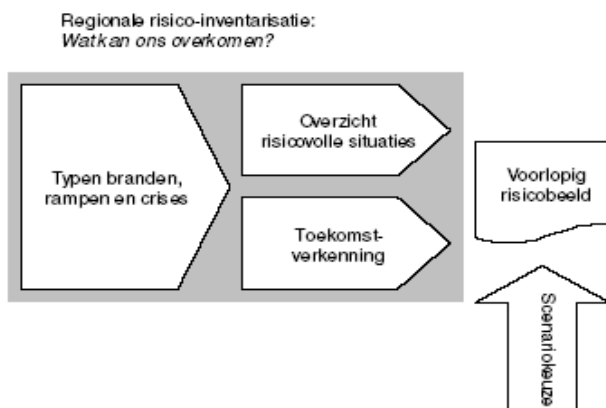 Regionale risico-inventarisatie:
Wat kan ons overkomen?
Typen branden,
rampen en crises
Overzicht
risicovolle situaties
Toekomst-
verkenning
Voorlopig
risicobeeld
Scenariokeuze